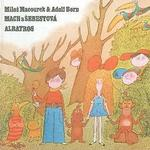 Miloš Macourek & Adolf Born
MACH a ŠEBESTOVÁ
ALBATROS